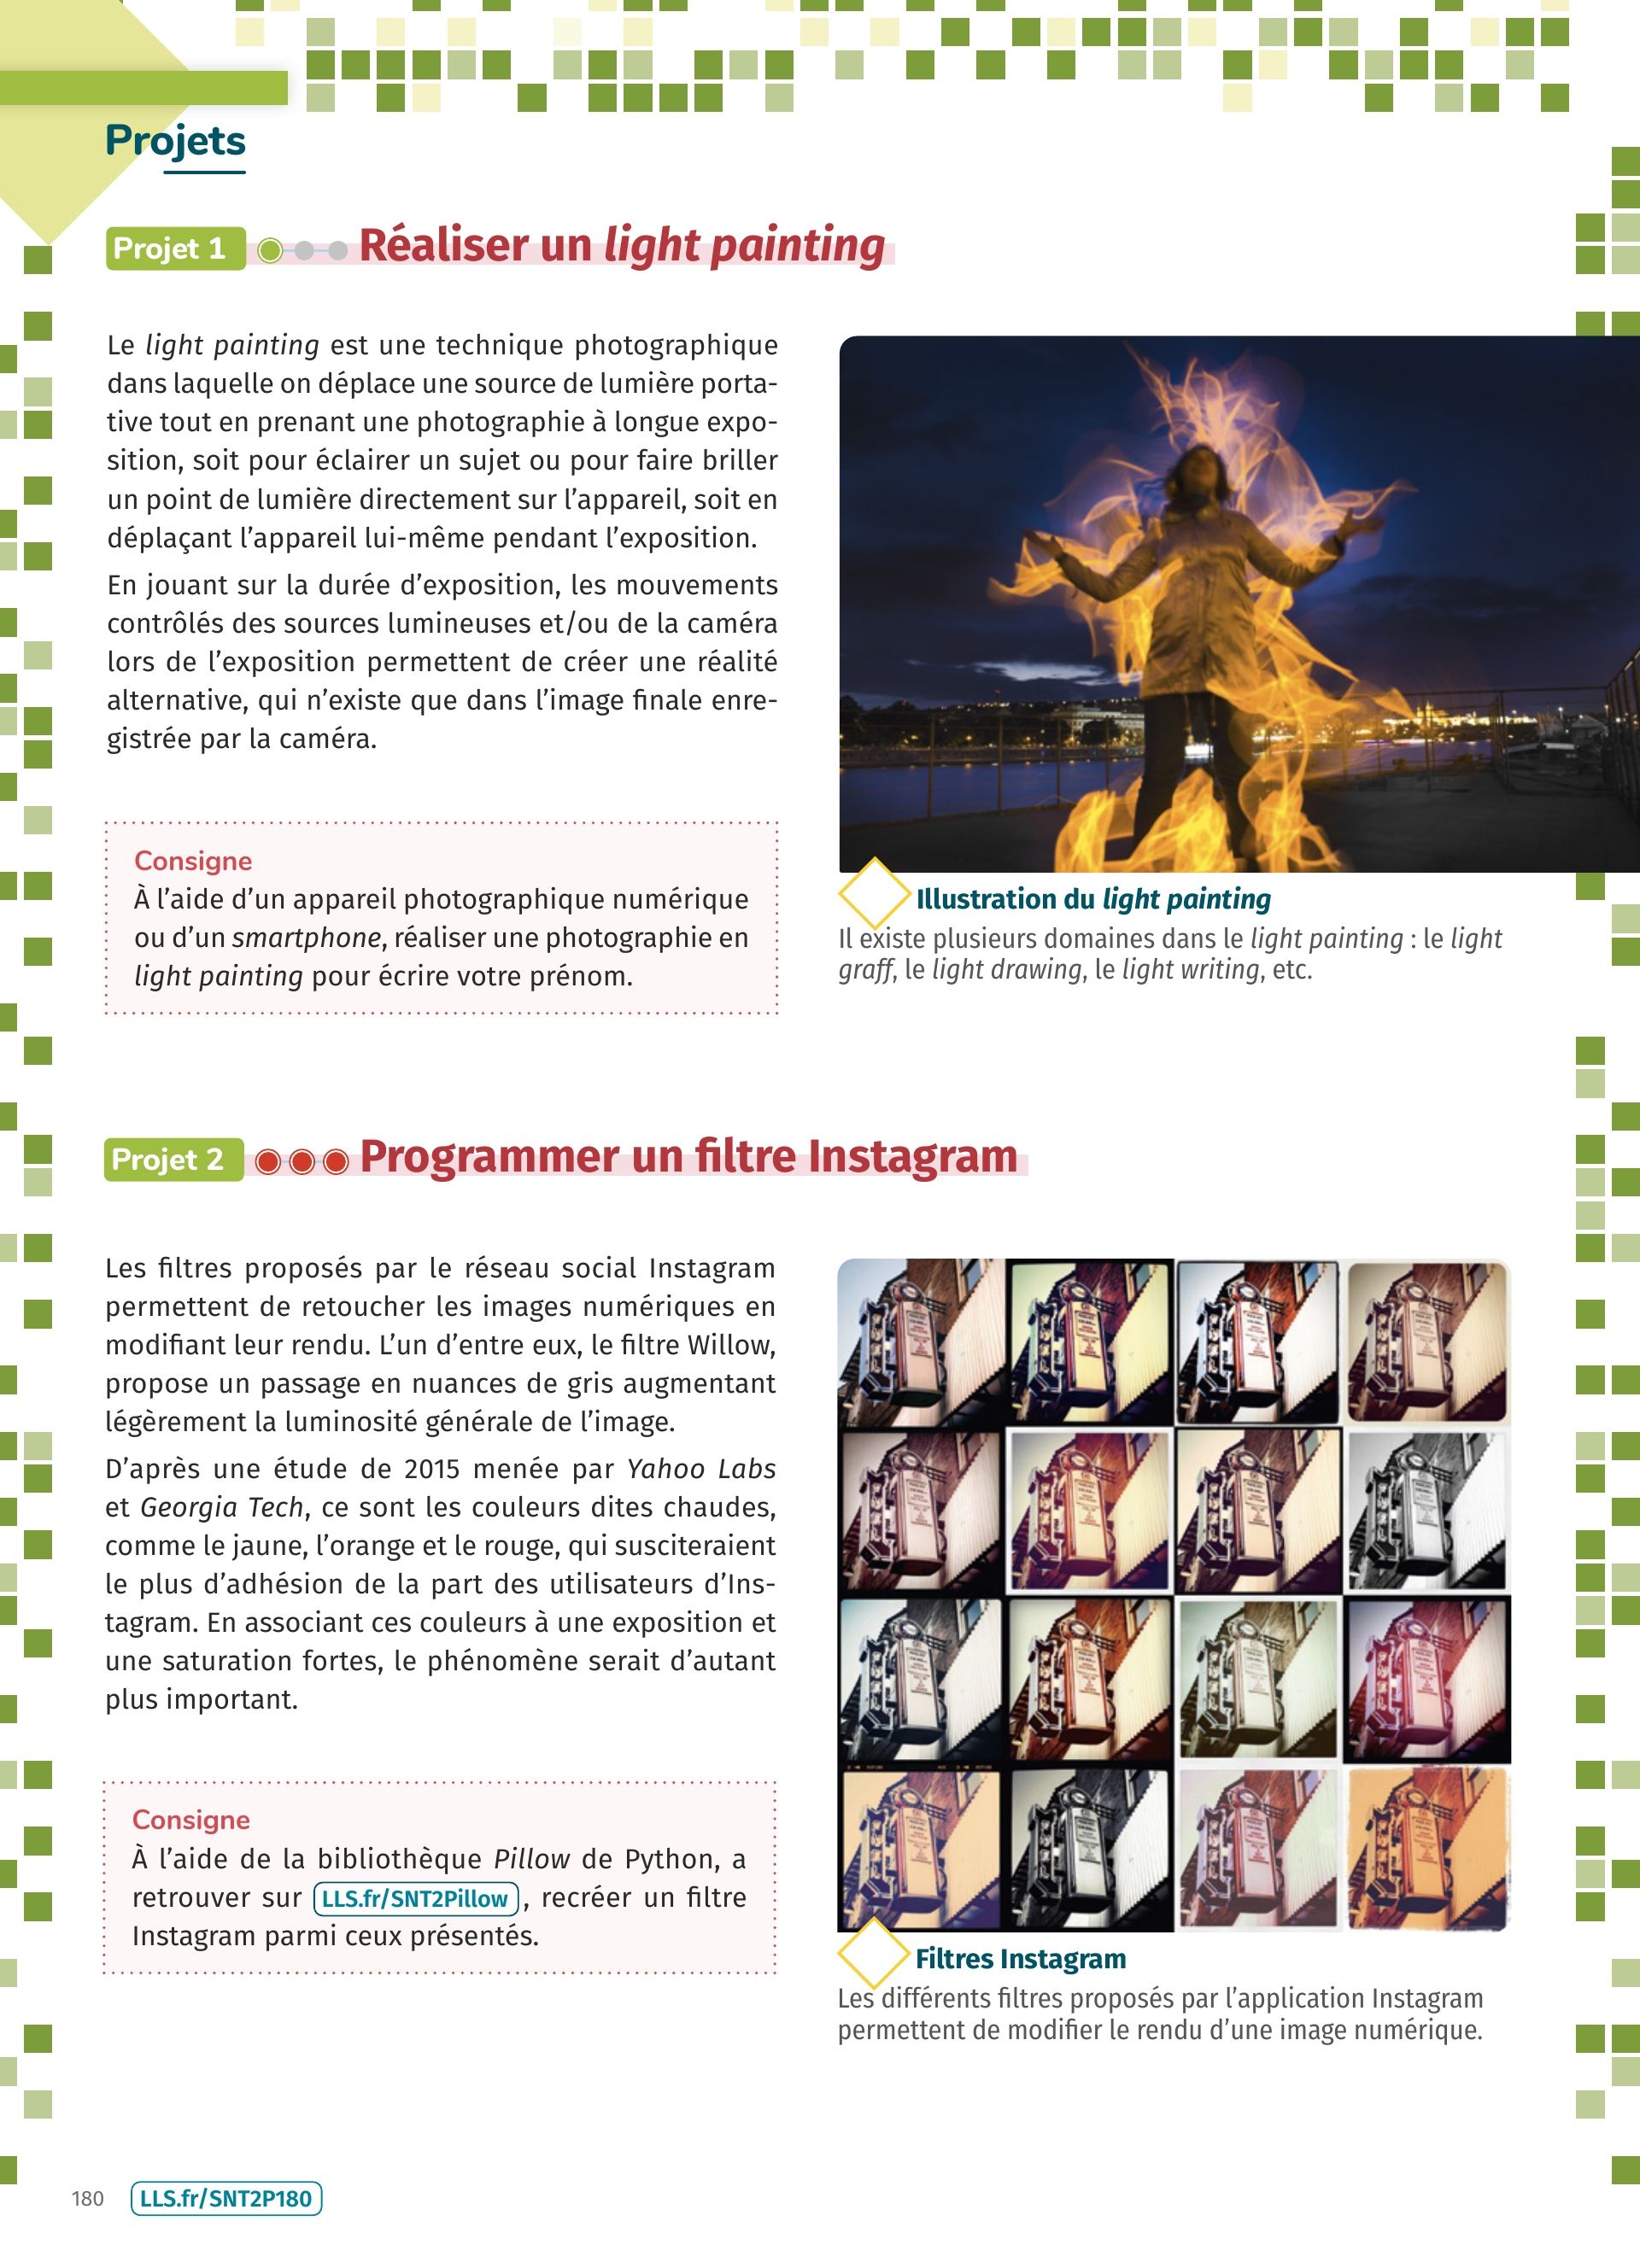 Projets
Projet 1 Réaliser un light painting
Le light painting est une technique photographique
dans laquelle on déplace une source de lumière porta-
tive tout en prenant une photographie à longue expo-
sition, soit pour éclairer un sujet ou pour faire briller
un point de lumière directement sur l’appareil, soit en
déplaçant l’appareil lui-même pendant l’exposition.
En jouant sur la durée d’exposition, les mouvements
contrôlés des sources lumineuses et/ou de la caméra
lors de l’exposition permettent de créer une réalité
alternative, qui n’existe que dans l’image finale enre-
gistrée par la caméra.
Consigne
À l’aide d’un appareil photographique numérique
ou d’un smartphone, réaliser une photographie en
light painting pour écrire votre prénom.
Illustration du light painting
Il existe plusieurs domaines dans le light painting : le light
graff, le light drawing, le light writing, etc.
Projet 2 Programmer un filtre Instagram
Les filtres proposés par le réseau social Instagram
permettent de retoucher les images numériques en
modifiant leur rendu. L’un d’entre eux, le filtre Willow,
propose un passage en nuances de gris augmentant
légèrement la luminosité générale de l’image.
D’après une étude de 2015 menée par Yahoo Labs
et Georgia Tech, ce sont les couleurs dites chaudes,
comme le jaune, l’orange et le rouge, qui susciteraient
le plus d’adhésion de la part des utilisateurs d’Ins-
tagram. En associant ces couleurs à une exposition et
une saturation fortes, le phénomène serait d’autant
plus important.
Consigne
À l’aide de la bibliothèque Pillow de Python, a
retrouver sur LLS.fr/SNT2Pillow , recréer un filtre
Instagram parmi ceux présentés.
Filtres Instagram
Les différents filtres proposés par l’application Instagram
permettent de modifier le rendu d’une image numérique.
180 LLS.fr/SNT2P180